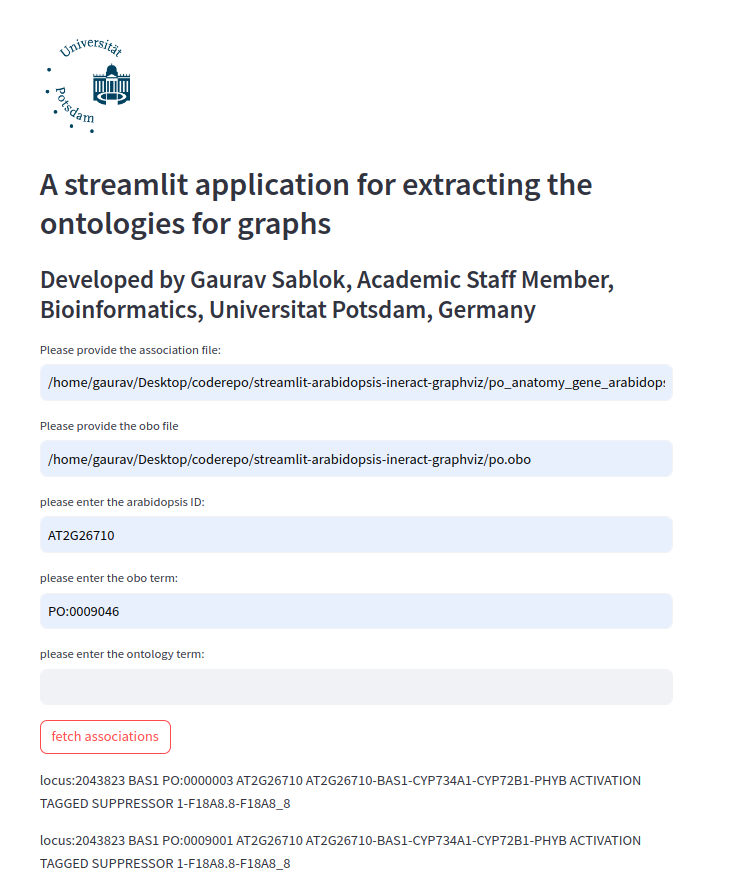 Universität
Potsdam
A streamlit application for extracting the
ontologies for graphs
Developed by Gaurav Sablok, Academic Staff Member,
Bioinformatics, Universitat Potsdam, Germany
Please provide the association file:
/home/gaurav/Desktop/coderepo/streamlit-arabidopsis-ineract-graphviz/po_anatomy_gene_arabidops
Please provide the obo file
/home/gaurav/Desktop/coderepo/streamlit-arabidopsis-ineract-graphviz/po.obo
please enter the arabidopsis ID:
AT2G26710
please enter the obo term:
PO:0009046
please enter the ontology term:
fetch associations
locus:2043823 BAS1 PO:0000003 AT2G26710 AT2G26710-BAS1-CYP734A1-CYP72B1-PHYB ACTIVATION
TAGGED SUPPRESSOR 1-F18A8.8-F18A8_8
locus:2043823 BAS1 PO:0009001 AT2G26710 AT2G26710-BAS1-CYP734A1-CYP72B1-PHYB ACTIVATION
TAGGED SUPPRESSOR 1-F18A8.8-F18A8_8